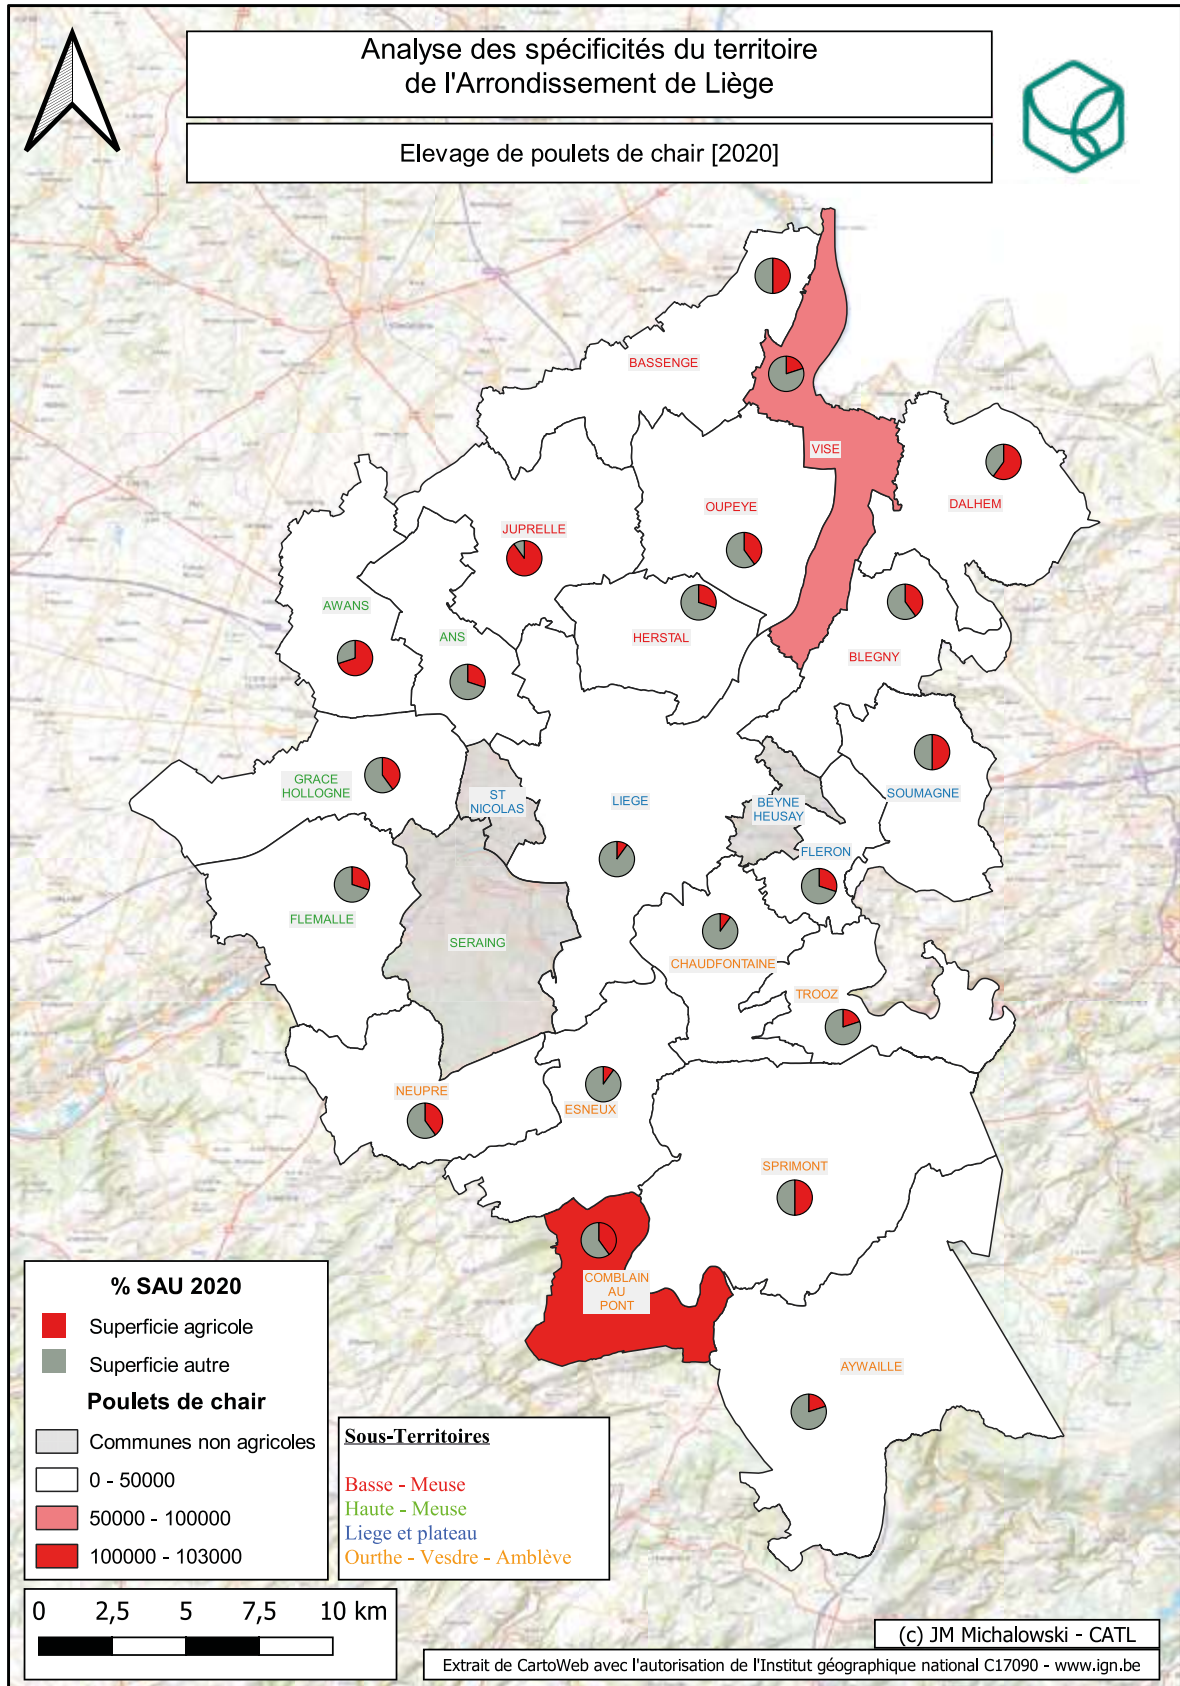 Analyse des spécificités du territoire
de l'Arrondissement de Liège
Elevage de poulets de chair [2020]
BASSENGE
VISE
DALHEM
OUPEYE
JUPRELLE
HERSTAL
AWANS
ANS
BLEGNY
GRACE
HOLLOGNE
ST
NICOLAS
LIEGE
BEYNE
HEUSAY
SOUMAGNE
FLERON
FLEMALLE
SERAING
CHAUDFONTAINE
TROOZ
NEUPRE
ESNEUX
SPRIMONT
COMBLAIN
AU
PONT
AYWAILLE
% SAU 2020
Superficie agricole
Superficie autre
Poulets de chair
Communes non agricoles
0 - 50000
50000 - 100000
100000 - 103000
Sous-Territoires
Basse - Meuse
Haute - Meuse
Liege et plateau
Ourthe - Vesdre - Amblève
0 2,5 5 7,5 10 km
(c) JM Michalowski - CATL
Extrait de CartoWeb avec l'autorisation de l'Institut géographique national C17090 - www.ign.be